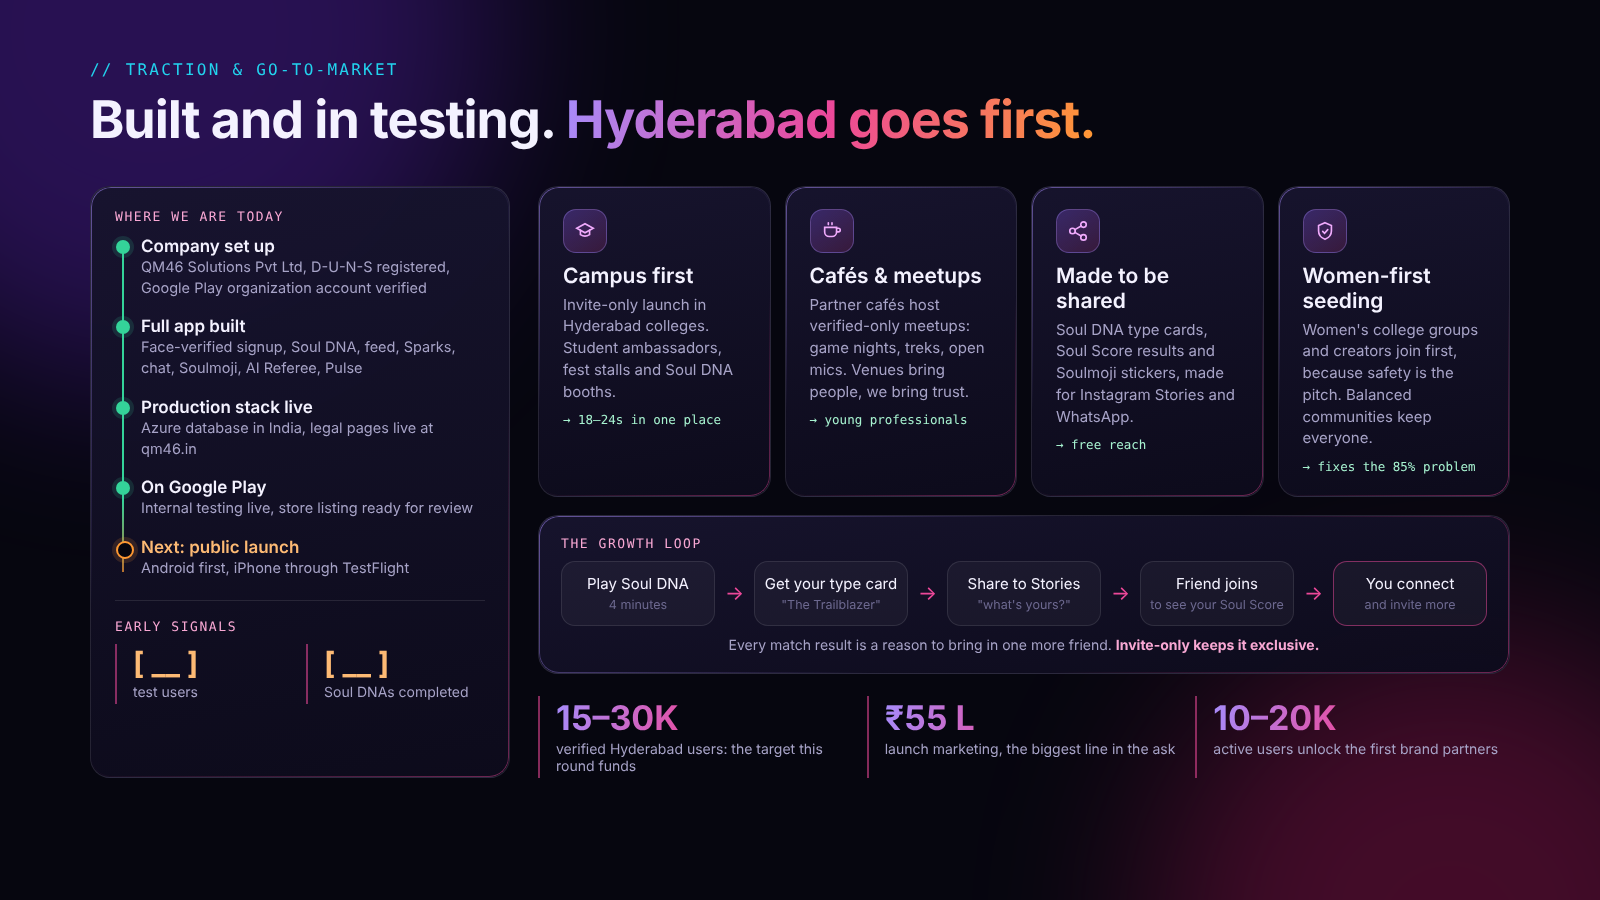 // TRACTION & GO-TO-MARKET
Built and in testing. Hyderabad goes first.
WHERE WE ARE TODAY
Company set up
QM46 Solutions Pvt Ltd, D-U-N-S registered,
Google Play organization account verified
Full app built
Face-verified signup, Soul DNA, feed, Sparks,
chat, Soulmoji, AI Referee, Pulse
Production stack live
Azure database in India, legal pages live at
qm46.in
On Google Play
Internal testing live, store listing ready for review
Next: public launch
Android first, iPhone through TestFlight
EARLY SIGNALS
[ __ ]
test users
[ __ ]
Soul DNAs completed
Campus first
Invite-only launch in
Hyderabad colleges.
Student ambassadors,
fest stalls and Soul DNA
booths.
→ 18–24s in one place
Cafés & meetups
Partner cafés host
verified-only meetups:
game nights, treks, open
mics. Venues bring
people, we bring trust.
→ young professionals
Made to be
shared
Soul DNA type cards,
Soul Score results and
Soulmoji stickers, made
for Instagram Stories and
WhatsApp.
→ free reach
Women-first
seeding
Women's college groups
and creators join first,
because safety is the
pitch. Balanced
communities keep
everyone.
→ fixes the 85% problem
THE GROWTH LOOP
Play Soul DNA
4 minutes
→
Get your type card
"The Trailblazer"
→
Share to Stories
"what's yours?"
→
Friend joins
to see your Soul Score
→
You connect
and invite more
Every match result is a reason to bring in one more friend. Invite-only keeps it exclusive.
15–30K
verified Hyderabad users: the target this
round funds
₹55 L
launch marketing, the biggest line in the ask
10–20K
active users unlock the first brand partners